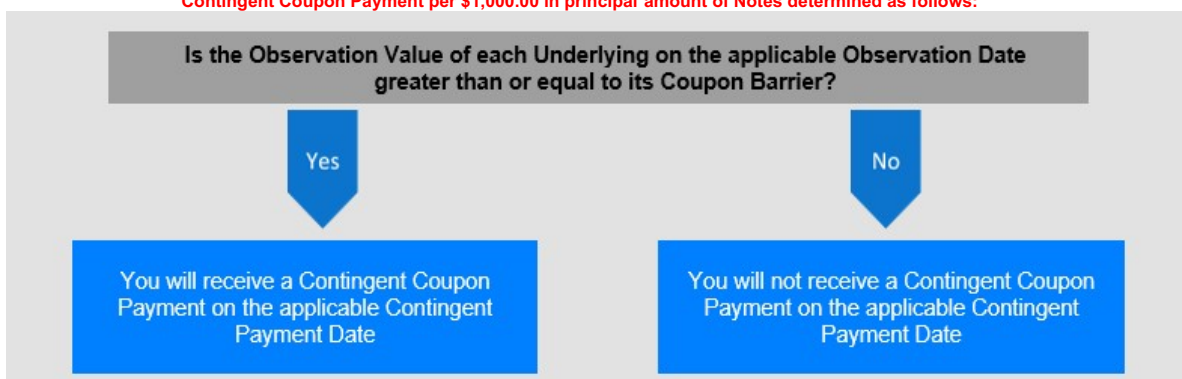 Contingent Coupon Payment per $1,000.00 in principal amount of Notes determined as follows:
Is the Observation Value of each Underlying on the applicable Observation Date
greater than or equal to its Coupon Barrier?
Yes
No
You will receive a Contingent Coupon
Payment on the applicable Contingent
Payment Date
You will not receive a Contingent Coupon
Payment on the applicable Contingent
Payment Date